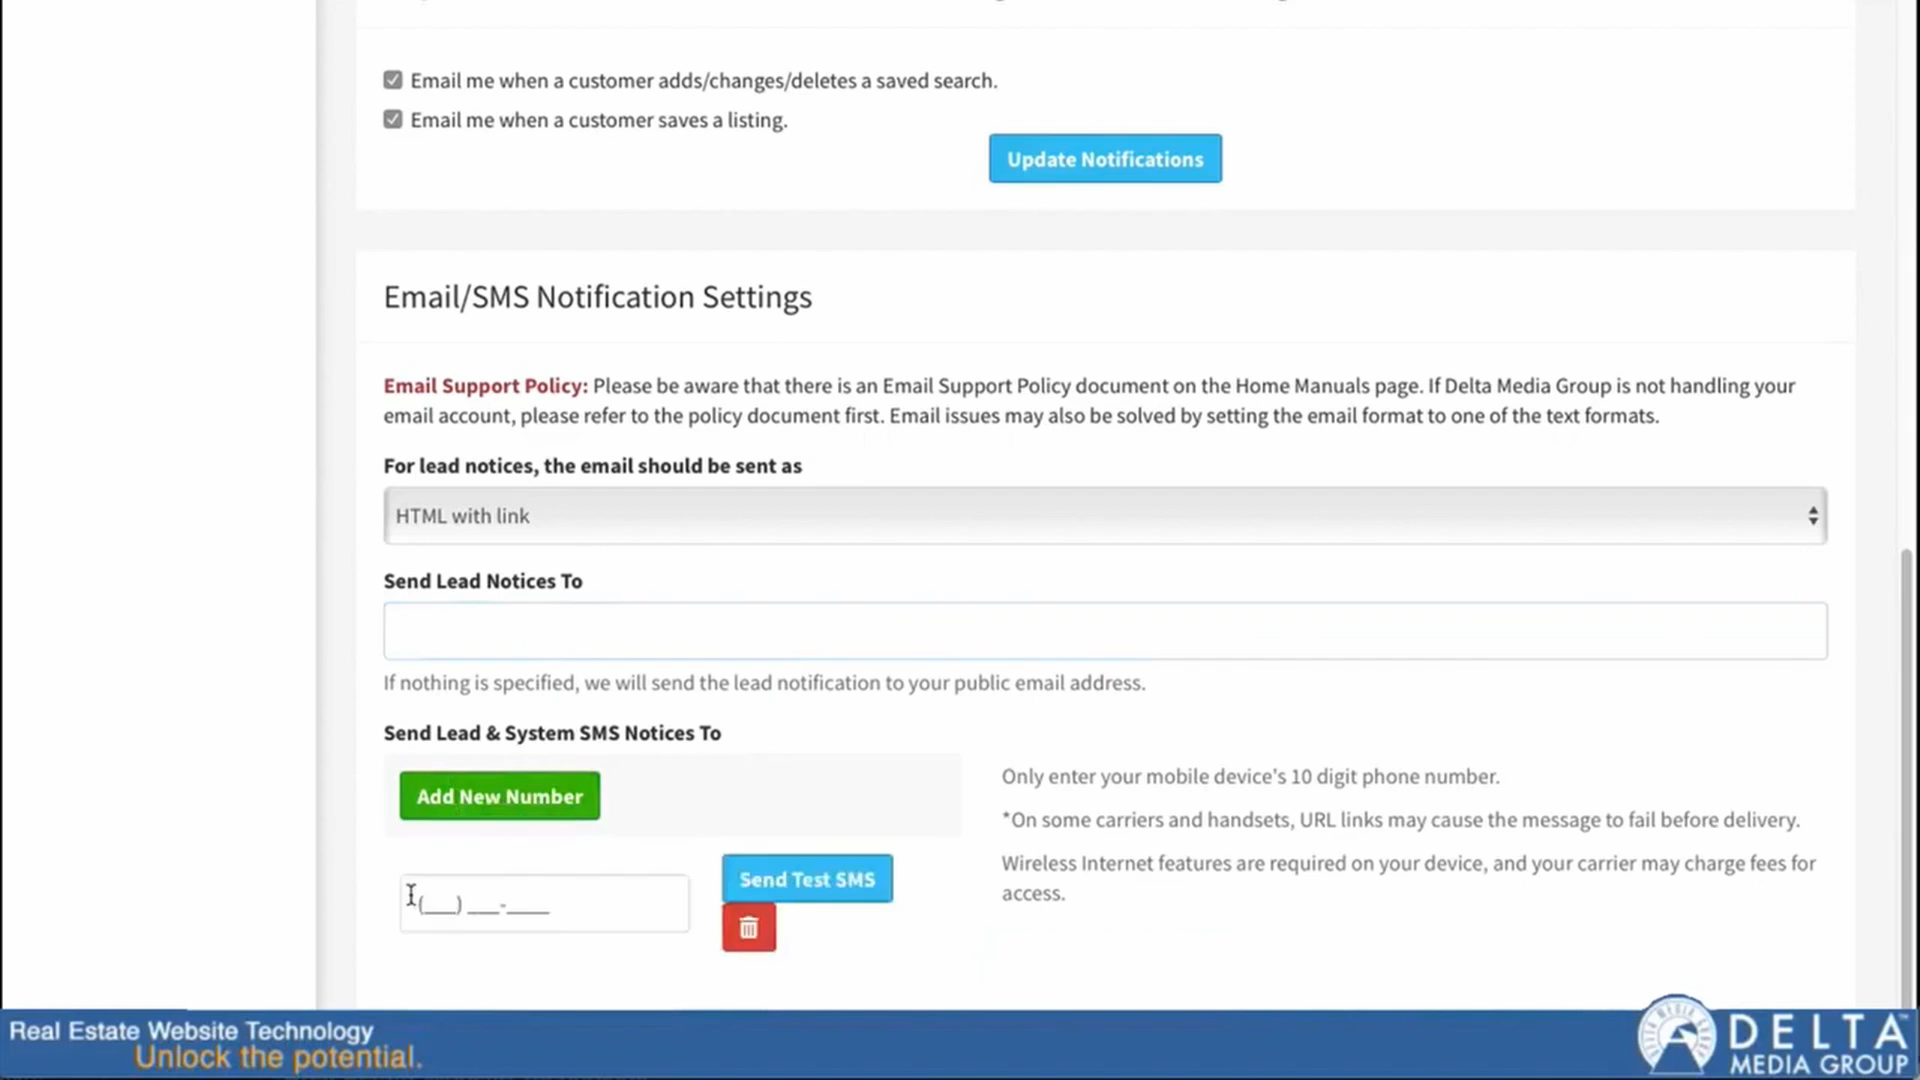 Email me when a customer adds/changes/deletes a saved search.
Email me when a customer saves a listing.
Update Notifications
Email/SMS Notification Settings
Email Support Policy: Please be aware that there is an Email Support Policy document on the Home Manuals page. If Delta Media Group is not handling your
email account, please refer to the policy document first. Email issues may also be solved by setting the email format to one of the text formats.
For lead notices, the email should be sent as
HTML with link
Send Lead Notices To
If nothing is specified, we will send the lead notification to your public email address.
Send Lead & System SMS Notices To
Add New Number
Only enter your mobile device's 10 digit phone number.
*On some carriers and handsets, URL links may cause the message to fail before delivery.
Wireless Internet features are required on your device, and your carrier may charge fees for
access.
(___) ___-____
Send Test SMS
Real Estate Website Technology
Unlock the potential.
DELTA
MEDIA GROUP